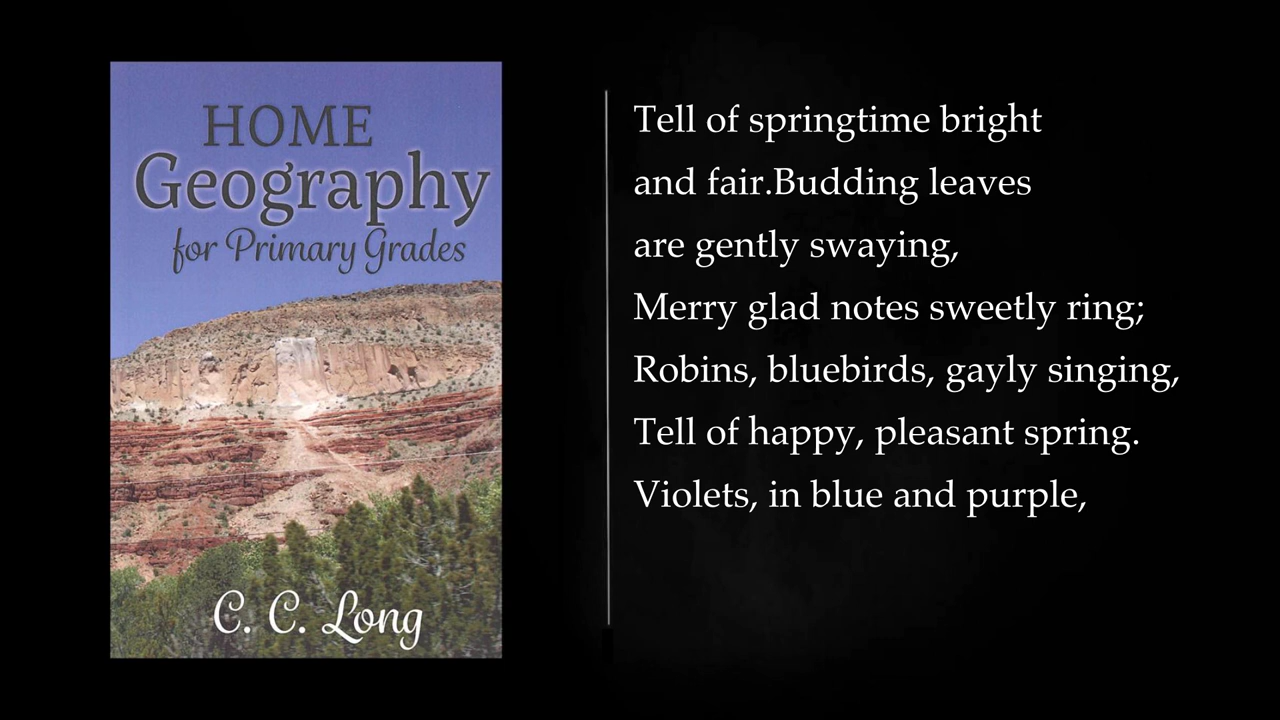 HOME
Geography
for Primary Grades
C. C. Long
Tell of springtime bright
and fair.Budding leaves
are gently swaying,
Merry glad notes sweetly ring;
Robins, bluebirds, gayly singing,
Tell of happy, pleasant spring.
Violets, in blue and purple,